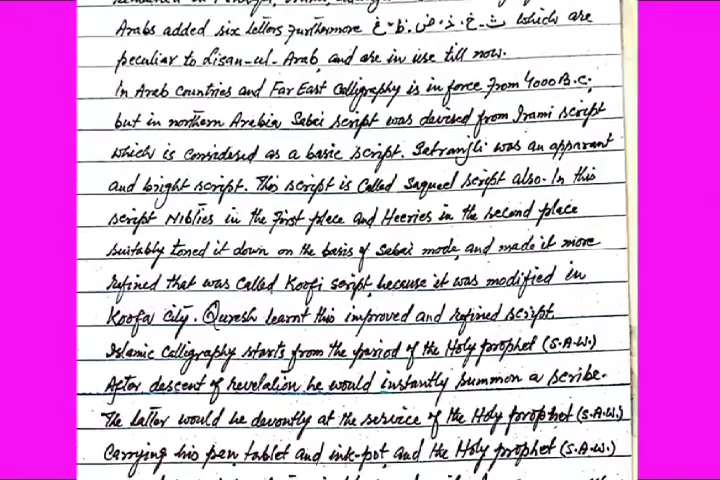 Arabs added six letters furthermore ث - خ - ذ - ض - ظ - غ which are
peculiar to Lisan-ul-Arab, and are in use till now.
In Arab countries and Far East Calligraphy is in force from 4000 B.C;
but in northern Arabia Sabai script was devised from Irami script
which is considered as a basic script. Satranjli was an apparant
and bright script. This script is called Saqueel script also. In this
script Nibties in the first place and Heeries in the second place
suitably toned it down on the basis of Sabai mode, and made it more
refined that was called Koofi script, because it was modified in
Koofa city. Quresh learnt this improved and refined script.
Islamic Calligraphy starts from the period of the Holy prophet (S.A.W.)
After descent of revelation he would instantly summon a scribe.
The latter would be devoutly at the service of the Holy prophet (S.A.W.)
Carrying his pen, tablet and ink-pot, and the Holy prophet (S.A.W.)